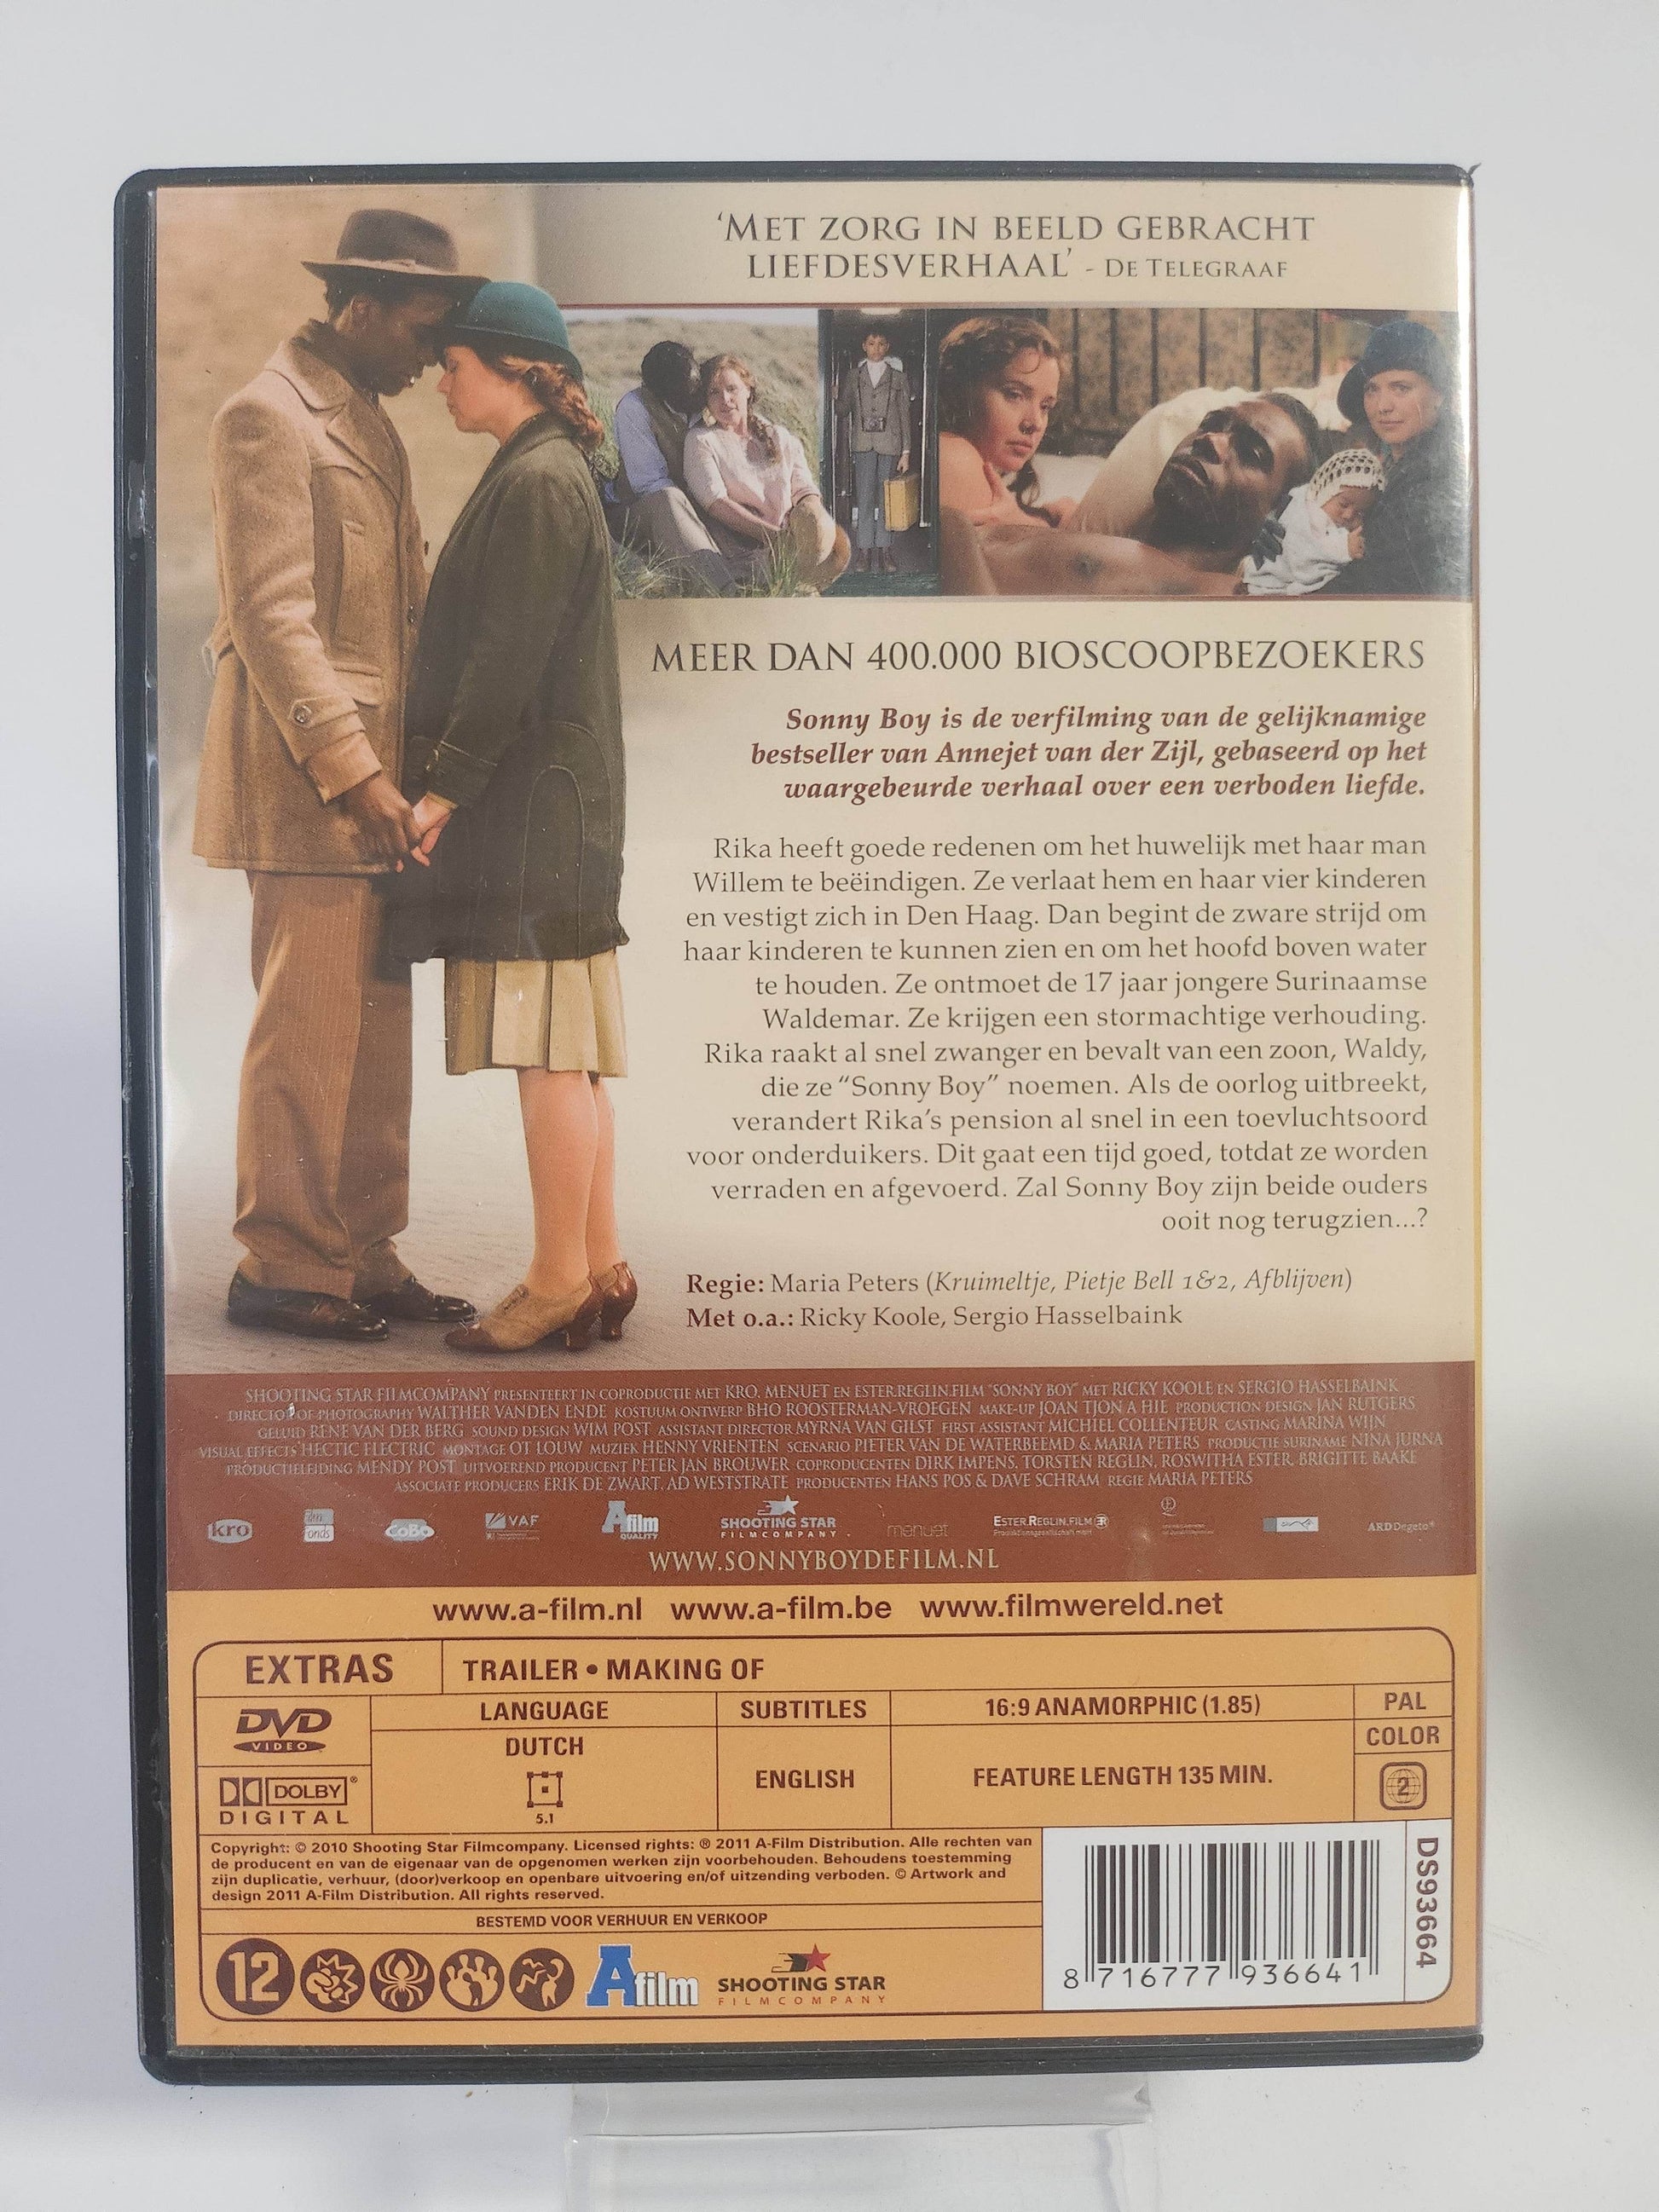 'MET ZORG IN BEELD GEBRACHT
LIEFDESVERHAAL' - DE TELEGRAAF
MEER DAN 400.000 BIOSCOOPBEZOEKERS
Sonny Boy is de verfilming van de gelijknamige
bestseller van Annejet van der Zijl, gebaseerd op het
waargebeurde verhaal over een verboden liefde.
Rika heeft goede redenen om het huwelijk met haar man
Willem te beëindigen. Ze verlaat hem en haar vier kinderen
en vestigt zich in Den Haag. Dan begint de zware strijd om
haar kinderen te kunnen zien en om het hoofd boven water
te houden. Ze ontmoet de 17 jaar jongere Surinaamse
Waldemar. Ze krijgen een stormachtige verhouding.
Rika raakt al snel zwanger en bevalt van een zoon, Waldy,
die ze "Sonny Boy" noemen. Als de oorlog uitbreekt,
verandert Rika's pension al snel in een toevluchtsoord
voor onderduikers. Dit gaat een tijd goed, totdat ze worden
verraden en afgevoerd. Zal Sonny Boy zijn beide ouders
ooit nog terugzien...?
Regie: Maria Peters (Kruimeltje, Pietje Bell 1&2, Afblijven)
Met o.a.: Ricky Koole, Sergio Hasselbaink
SHOOTING STAR FILMCOMPANY PRESENTEERT IN COPRODUCTIE MET KRO, MENUET EN ESTER.REGLIN.FILM "SONNY BOY" MET RICKY KOOLE EN SERGIO HASSELBAINK
DIRECTOR OF PHOTOGRAPHY WALTHER VANDEN ENDE KOSTUUM ONTWERP BHO ROOSTERMAN-VROEGEN MAKE-UP JOAN TJON A HIE PRODUCTION DESIGN JAN RUTGERS
GELUID RENE VAN DER BERG SOUND DESIGN WIM POST ASSISTANT DIRECTOR MYRNA VAN GILST FIRST ASSISTANT MICHIEL COLLENTEUR CASTING MARINA WIJN
VISUAL EFFECTS HECTIC ELECTRIC MONTAGE OT LOUW MUZIEK HENNY VRIENTEN SCENARIO PIETER VAN DE WATERBEEMD & MARIA PETERS PRODUCTIE SURINAME NINA JURNA
PRODUCTIELEIDING MENDY POST UITVOEREND PRODUCENT PETER JAN BROUWER COPRODUCENTEN DIRK IMPENS, TORSTEN REGLIN, ROSWITHA ESTER, BRIGITTE BAAKE
ASSOCIATE PRODUCERS ERIK DE ZWART, AD WESTSTRATE PRODUCENTEN HANS POS & DAVE SCHRAM REGIE MARIA PETERS
kro
film fonds
CoBo
VAF
A film QUALITY
SHOOTING STAR
FILMCOMPANY
menuet
ESTER.REGLIN.FILM
ARD Degeto
WWW.SONNYBOYDEFILM.NL
www.a-film.nl www.a-film.be www.filmwereld.net
EXTRAS TRAILER • MAKING OF
DVD VIDEO
LANGUAGE SUBTITLES 16:9 ANAMORPHIC (1.85) PAL
DUTCH COLOR
ENGLISH FEATURE LENGTH 135 MIN. 2
DOLBY®
DIGITAL 5.1
Copyright: © 2010 Shooting Star Filmcompany. Licensed rights: ® 2011 A-Film Distribution. Alle rechten van
de producent en van de eigenaar van de opgenomen werken zijn voorbehouden. Behoudens toestemming
zijn duplicatie, verhuur, (door)verkoop en openbare uitvoering en/of uitzending verboden. © Artwork and
design 2011 A-Film Distribution. All rights reserved.
BESTEMD VOOR VERHUUR EN VERKOOP
12
A film
SHOOTING STAR
FILMCOMPANY
8 716777 936641
DS93664